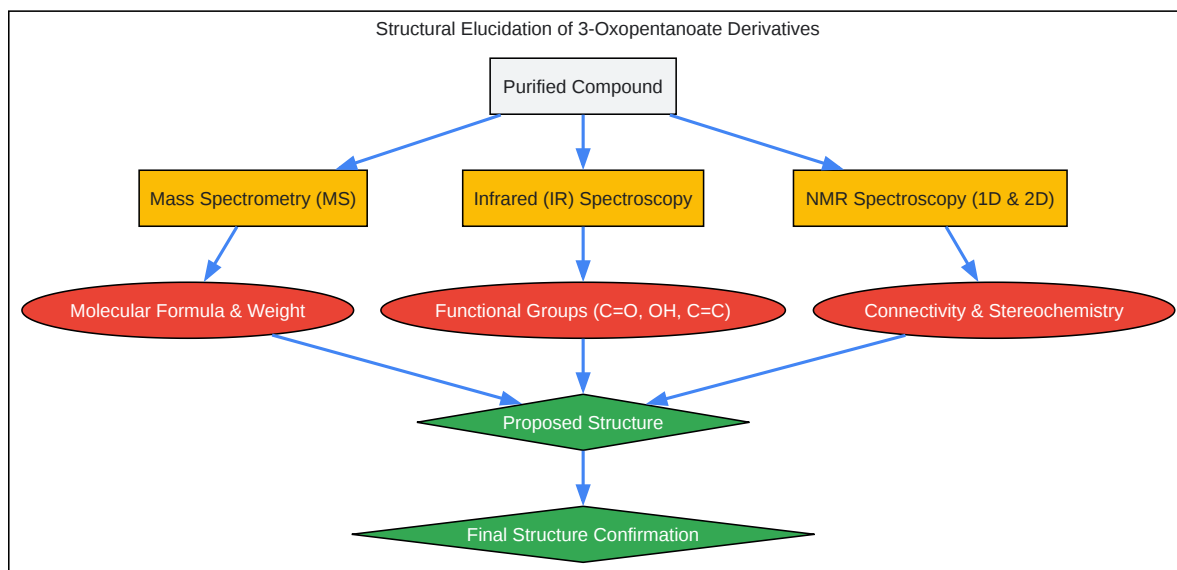 Structural Elucidation of 3-Oxopentanoate Derivatives
Purified Compound
Mass Spectrometry (MS)
Infrared (IR) Spectroscopy
NMR Spectroscopy (1D & 2D)
Molecular Formula & Weight
Functional Groups (C=O, OH, C=C)
Connectivity & Stereochemistry
Proposed Structure
Final Structure Confirmation